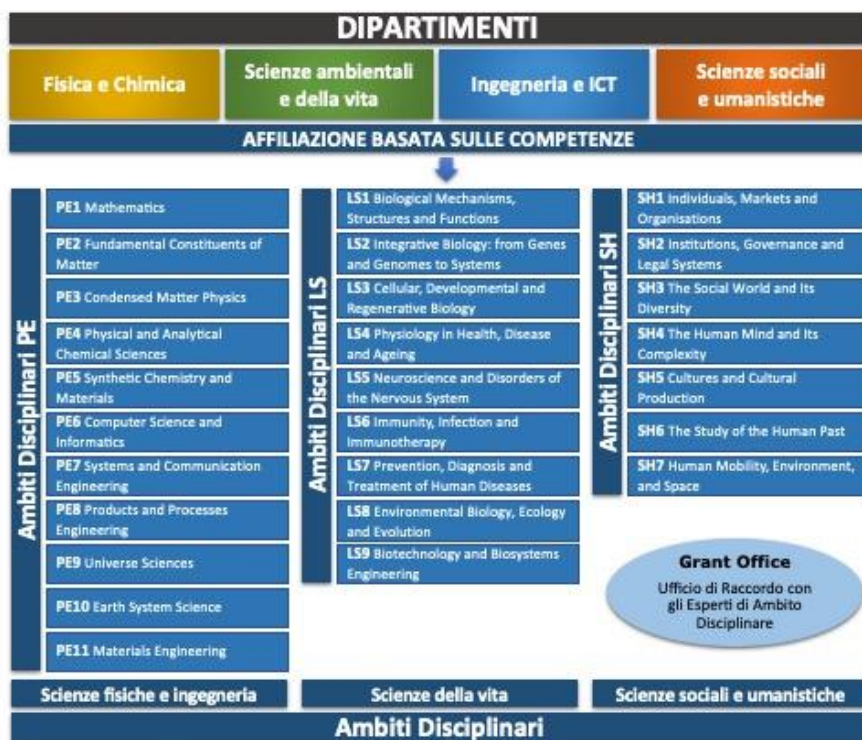 DIPARTIMENTI
Fisica e Chimica
Scienze ambientali
e della vita
Ingegneria e ICT
Scienze sociali
e umanistiche
AFFILIAZIONE BASATA SULLE COMPETENZE
Ambiti Disciplinari PE
PE1 Mathematics
PE2 Fundamental Constituents of
Matter
PE3 Condensed Matter Physics
PE4 Physical and Analytical
Chemical Sciences
PE5 Synthetic Chemistry and
Materials
PE6 Computer Science and
Informatics
PE7 Systems and Communication
Engineering
PE8 Products and Processes
Engineering
PE9 Universe Sciences
PE10 Earth System Science
PE11 Materials Engineering
Ambiti Disciplinari LS
LS1 Biological Mechanisms,
Structures and Functions
LS2 Integrative Biology: from Genes
and Genomes to Systems
LS3 Cellular, Developmental and
Regenerative Biology
LS4 Physiology in Health, Disease
and Ageing
LS5 Neuroscience and Disorders of
the Nervous System
LS6 Immunity, Infection and
Immunotherapy
LS7 Prevention, Diagnosis and
Treatment of Human Diseases
LS8 Environmental Biology, Ecology
and Evolution
LS9 Biotechnology and Biosystems
Engineering
Ambiti Disciplinari SH
SH1 Individuals, Markets and
Organisations
SH2 Institutions, Governance and
Legal Systems
SH3 The Social World and Its
Diversity
SH4 The Human Mind and Its
Complexity
SH5 Cultures and Cultural
Production
SH6 The Study of the Human Past
SH7 Human Mobility, Environment,
and Space
Grant Office
Ufficio di Raccordo con
gli Esperti di Ambito
Disciplinare
Scienze fisiche e ingegneria
Scienze della vita
Scienze sociali e umanistiche
Ambiti Disciplinari